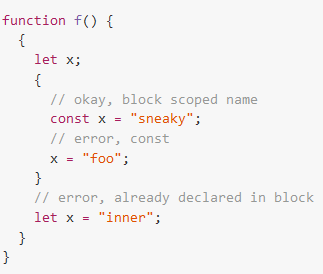 function f() {
  {
    let x;
    {
      // okay, block scoped name
      const x = "sneaky";
      // error, const
      x = "foo";
    }
    // error, already declared in block
    let x = "inner";
  }
}